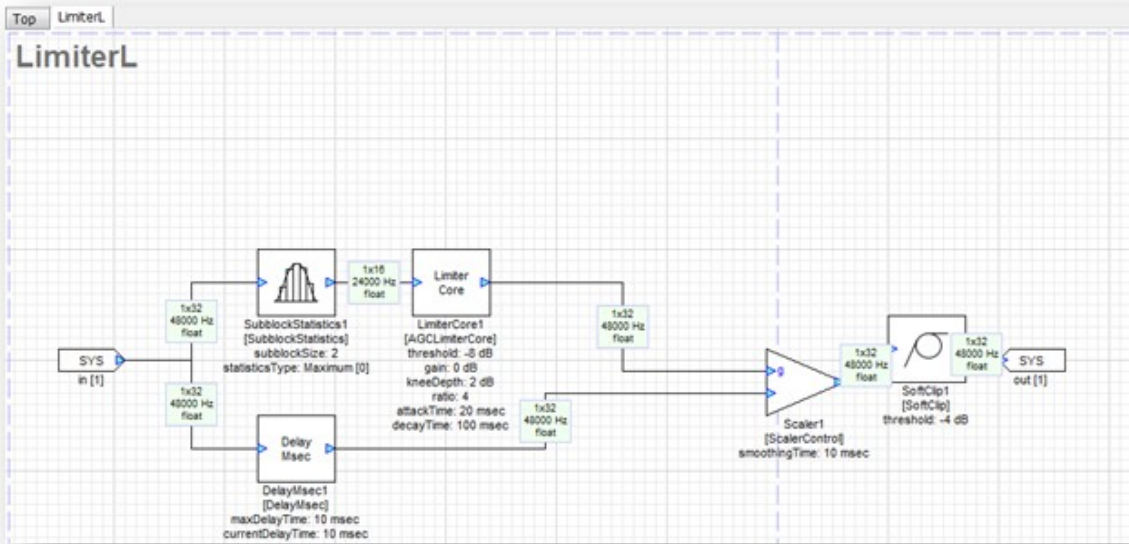 Top
LimiterL
LimiterL
SYS
in [1]
1x32
48000 Hz
float
1x32
48000 Hz
float
SubblockStatistics1
[SubblockStatistics]
subblockSize: 2
statisticsType: Maximum [0]
1x16
24000 Hz
float
Limiter
Core
LimiterCore1
[AGCLimiterCore]
threshold: -8 dB
gain: 0 dB
kneeDepth: 2 dB
ratio: 4
attackTime: 20 msec
decayTime: 100 msec
Delay
Msec
DelayMsec1
[DelayMsec]
maxDelayTime: 10 msec
currentDelayTime: 10 msec
1x32
48000 Hz
float
1x32
48000 Hz
float
g
Scaler1
[ScalerControl]
smoothingTime: 10 msec
1x32
48000 Hz
float
SoftClip1
[SoftClip]
threshold: -4 dB
1x32
48000 Hz
float
SYS
out [1]